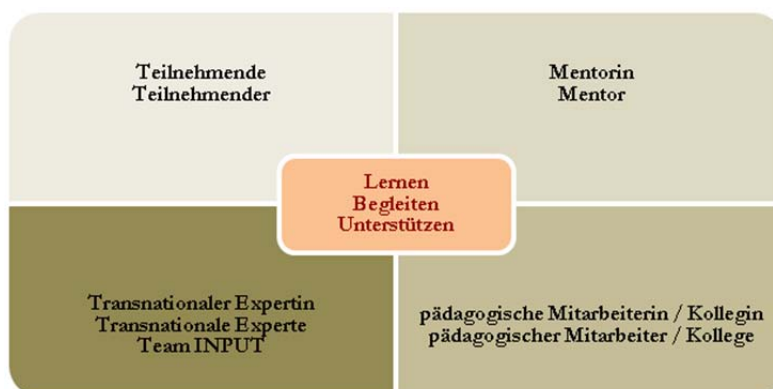 Teilnehmende
Teilnehmender
Mentorin
Mentor
Lernen
Begleiten
Unterstützen
Transnationaler Expertin
Transnationale Experte
Team INPUT
pädagogische Mitarbeiterin / Kollegin
pädagogischer Mitarbeiter / Kollege